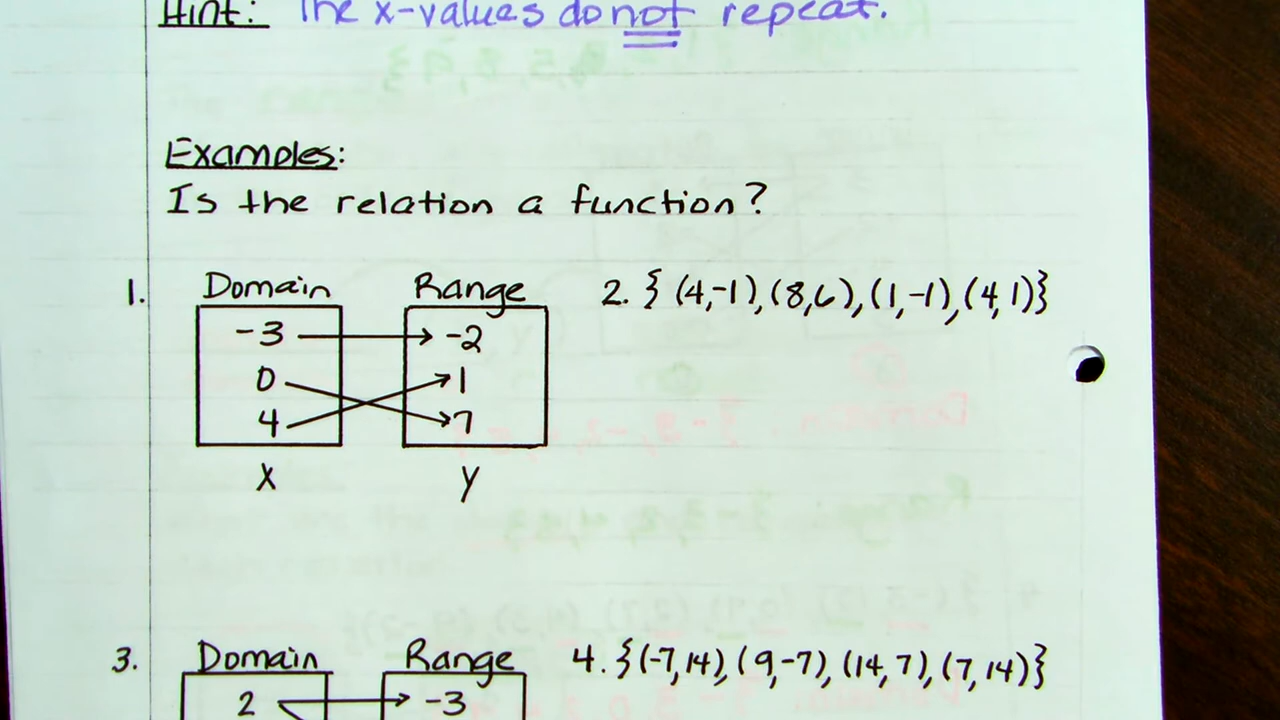 Hint: The x-values do not repeat.
Examples:
Is the relation a function?
1. Domain Range
-3 -2
0 1
4 7
X y
2. { (4,-1),(8,6),(1,-1),(4,1)}
3. Domain Range
2 -3
4. {(-7,14),(9,-7),(14,7),(7,14)}